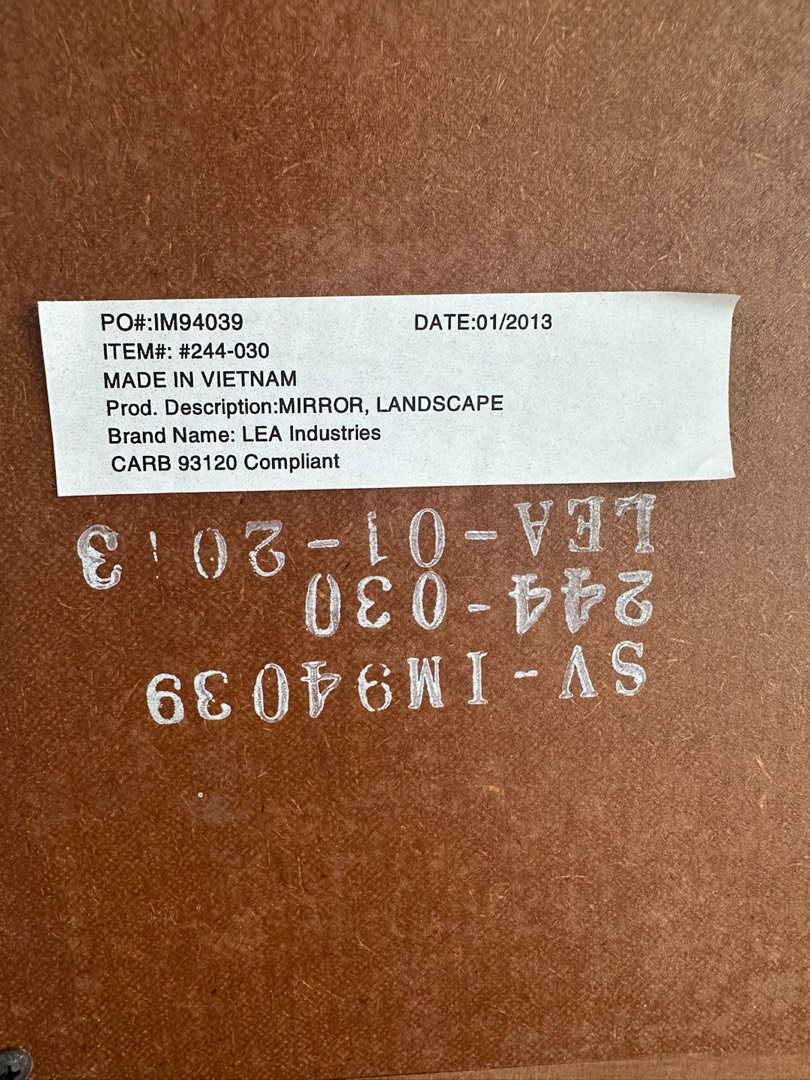 PO#:IM94039 DATE:01/2013
ITEM#: #244-030
MADE IN VIETNAM
Prod. Description:MIRROR, LANDSCAPE
Brand Name: LEA Industries
CARB 93120 Compliant
SV-IM94039
244-030
LEA-01-2013